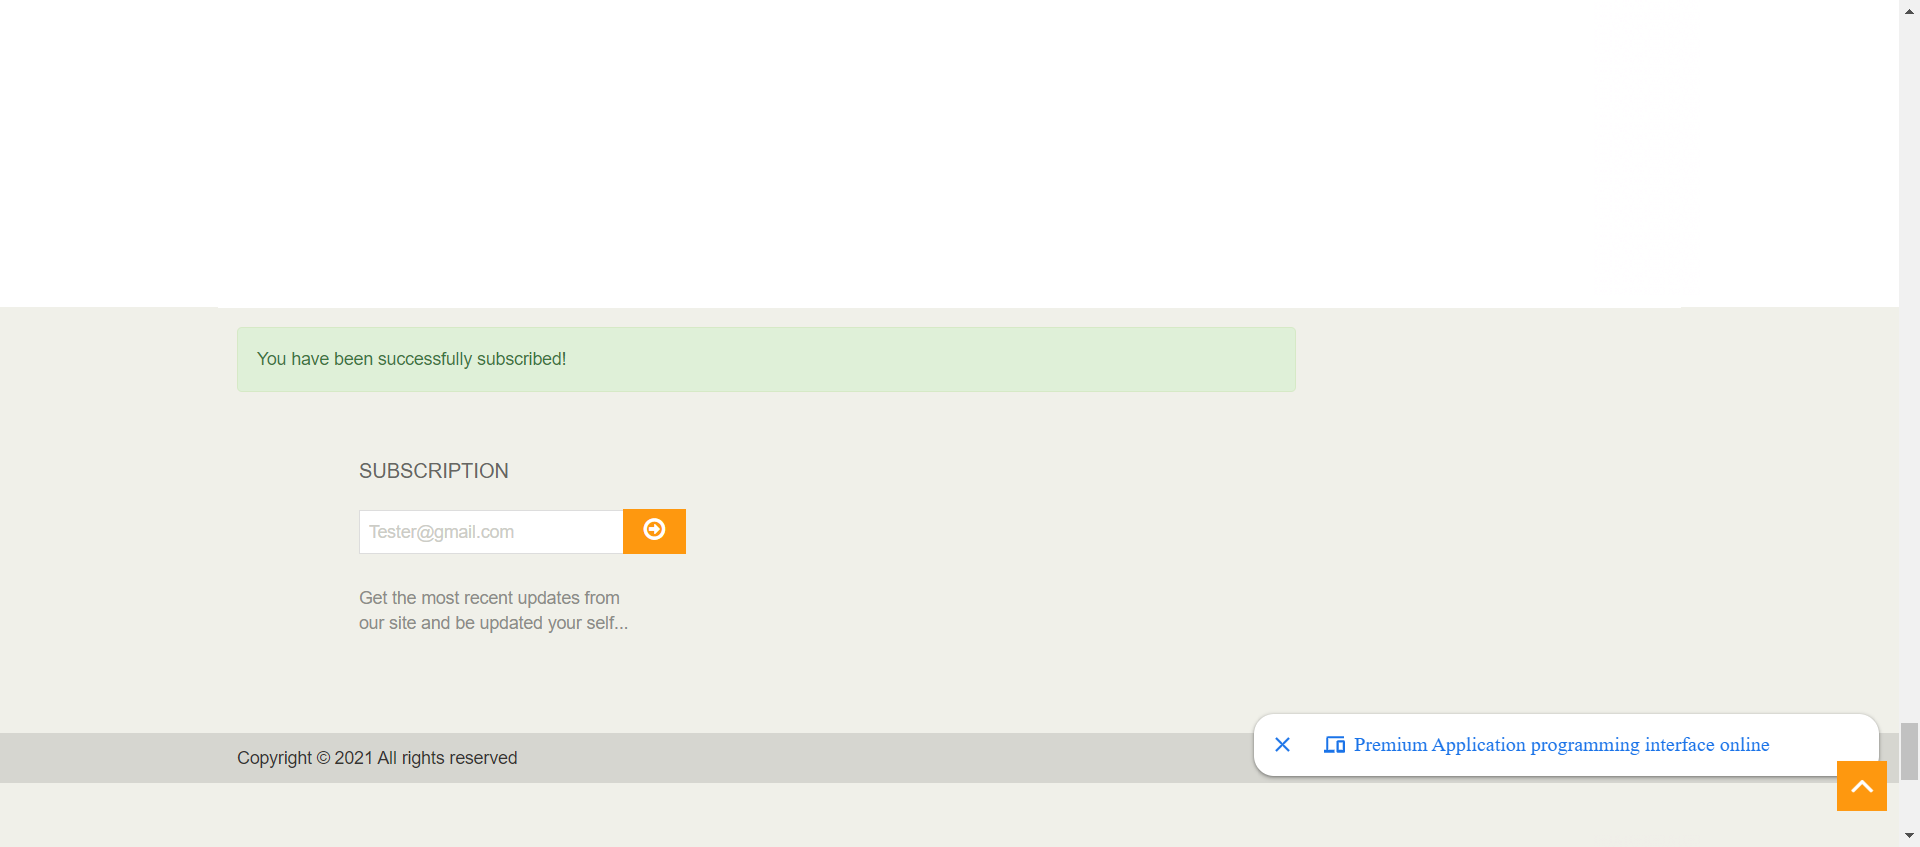 You have been successfully subscribed!
SUBSCRIPTION
Tester@gmail.com
Get the most recent updates from
our site and be updated your self...
Copyright © 2021 All rights reserved
Premium Application programming interface online